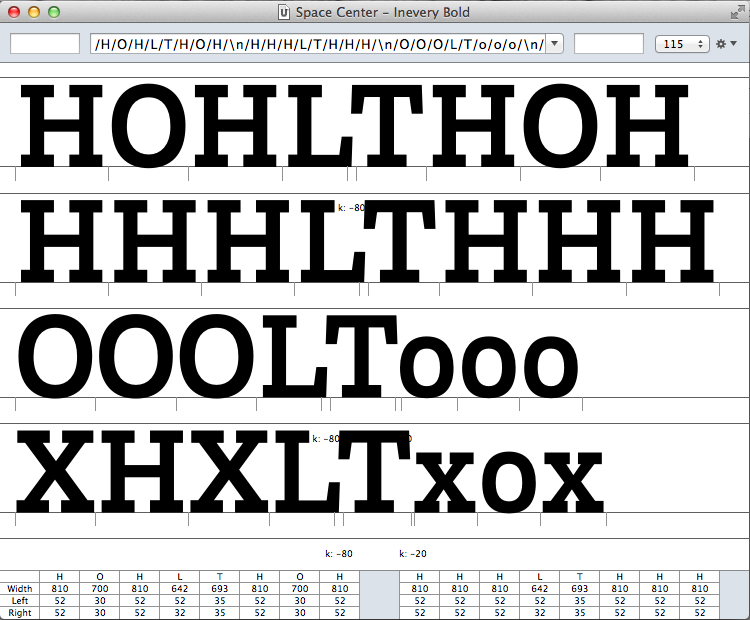 Space Center – Inevery Bold
/H/O/H/L/T/H/O/H/\n/H/H/H/L/T/H/H/H/\n/O/O/O/L/T/o/o/o/\n/
115
HOHLTHOH
k: -80
HHHLTHHH
OOOLTooo
k: -80
XHXLTxox
k: -80 k: -20
H O H L T H O H H H H L T H H H
Width 810 700 810 642 693 810 700 810 810 810 810 642 693 810 810 810
Left 52 30 52 52 35 52 30 52 52 52 52 52 35 52 52 52
Right 52 30 52 32 35 52 30 52 52 52 52 32 35 52 52 52